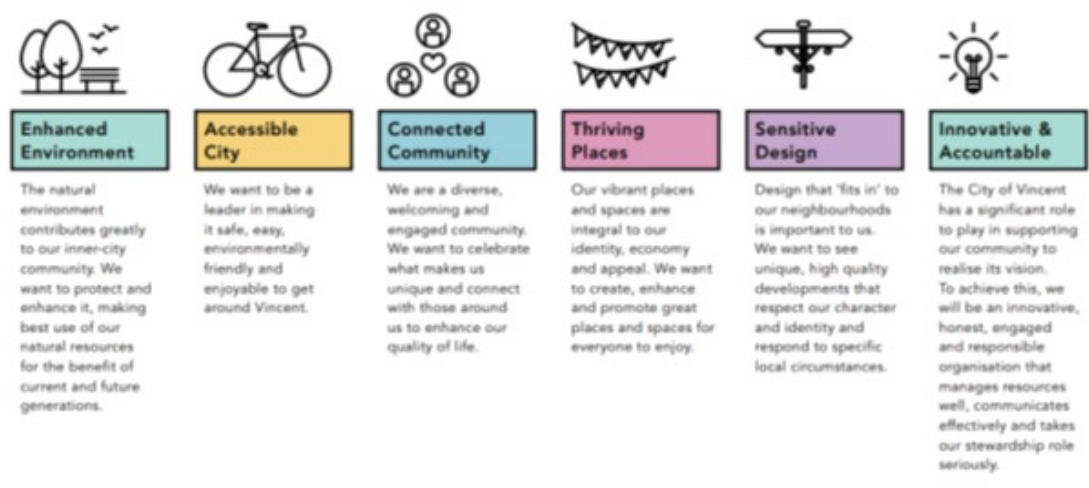 Enhanced
Environment
The natural
environment
contributes greatly
to our inner-city
community. We
want to protect and
enhance it, making
best use of our
natural resources
for the benefit of
current and future
generations.
Accessible
City
We want to be a
leader in making
it safe, easy,
environmentally
friendly and
enjoyable to get
around Vincent.
Connected
Community
We are a diverse,
welcoming and
engaged community.
We want to celebrate
what makes us
unique and connect
with those around
us to enhance our
quality of life.
Thriving
Places
Our vibrant places
and spaces are
integral to our
identity, economy
and appeal. We want
to create, enhance
and promote great
places and spaces for
everyone to enjoy.
Sensitive
Design
Design that 'fits in' to
our neighbourhoods
is important to us.
We want to see
unique, high quality
developments that
respect our character
and identity and
respond to specific
local circumstances.
Innovative &
Accountable
The City of Vincent
has a significant role
to play in supporting
our community to
realise its vision.
To achieve this, we
will be an innovative,
honest, engaged
and responsible
organisation that
manages resources
well, communicates
effectively and takes
our stewardship role
seriously.